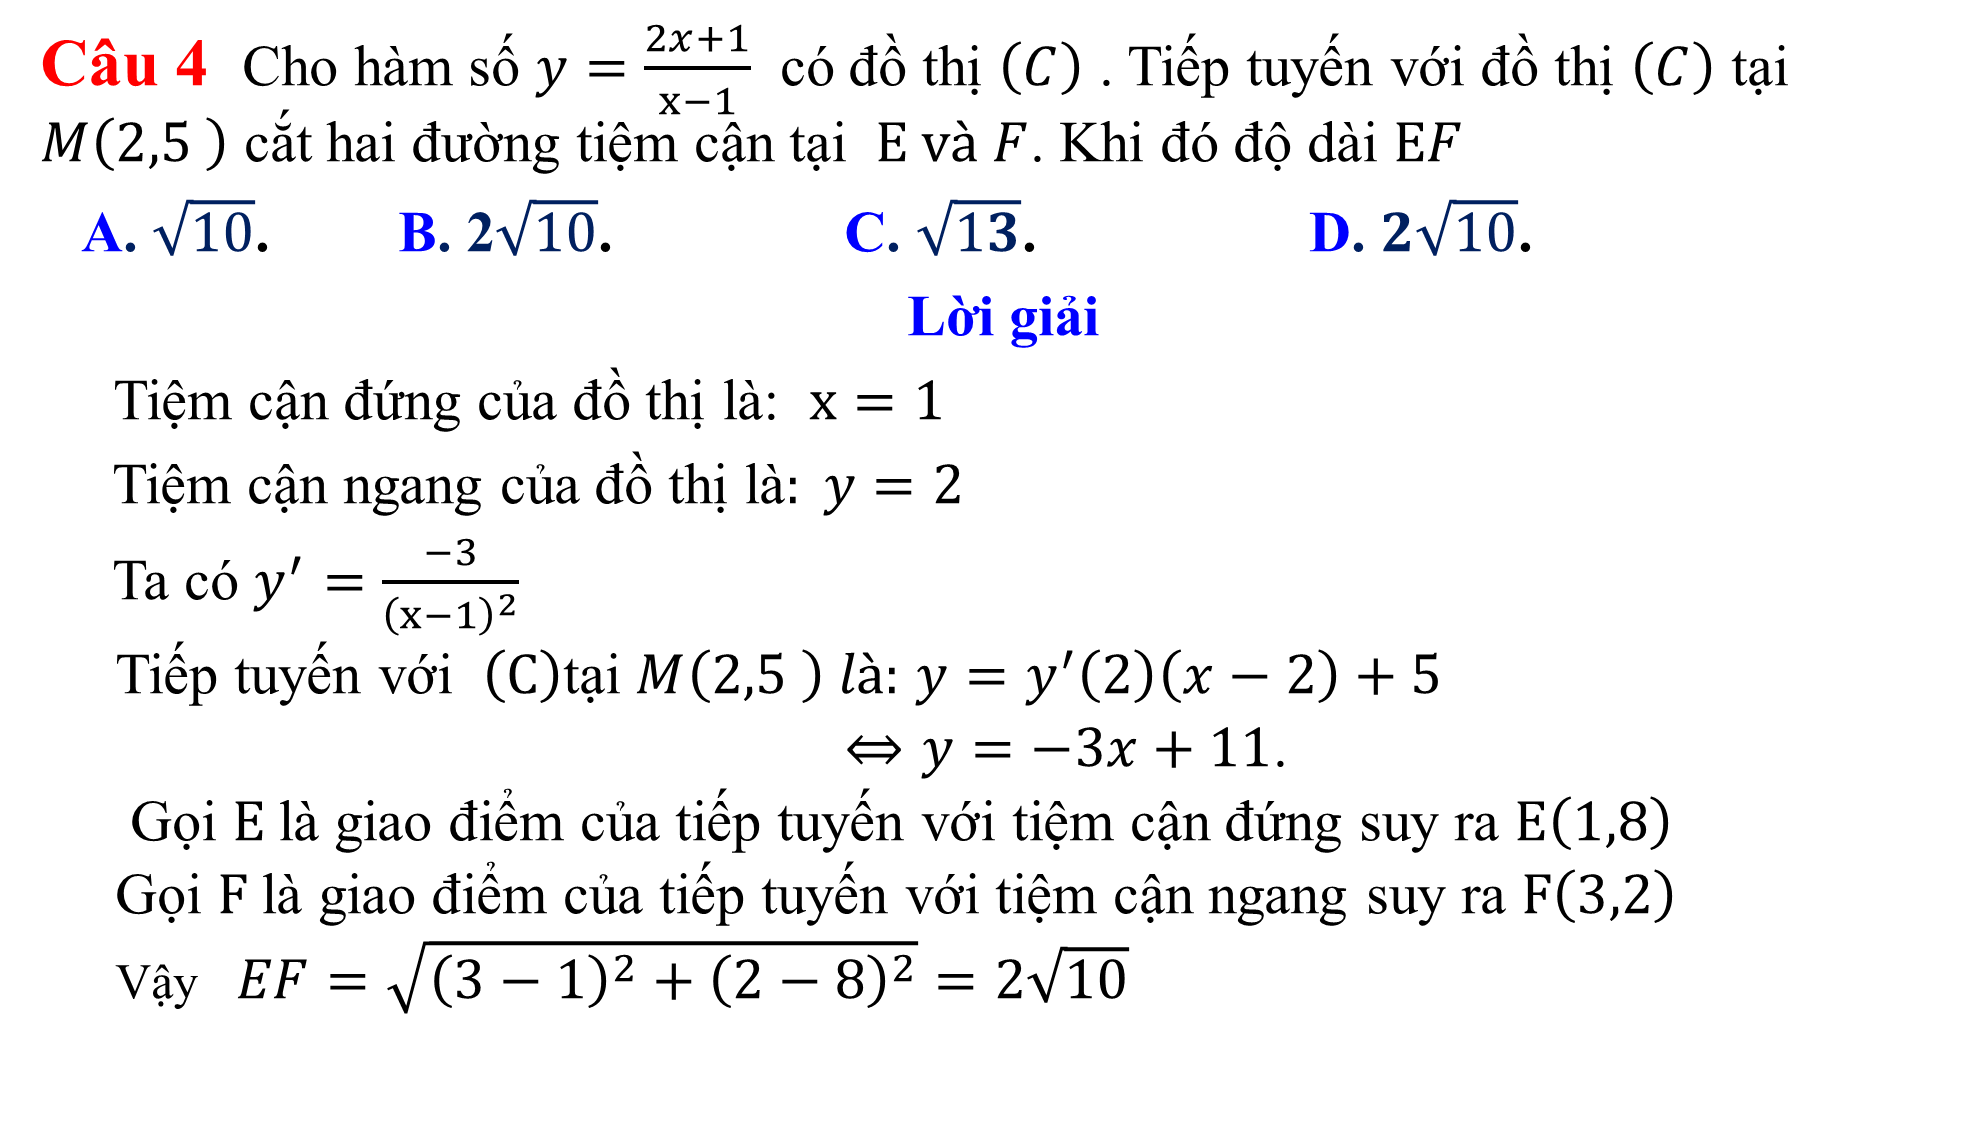 Câu 4 Cho hàm số y = (2x+1)/(x−1) có đồ thị (C) . Tiếp tuyến với đồ thị (C) tại
M(2,5 ) cắt hai đường tiệm cận tại E và F. Khi đó độ dài EF
A. √10. B. 2√10. C. √13. D. 2√10.
Lời giải
Tiệm cận đứng của đồ thị là: x = 1
Tiệm cận ngang của đồ thị là: y = 2
Ta có y′ = −3/(x−1)²
Tiếp tuyến với (C)tại M(2,5 ) là: y = y′(2)(x − 2) + 5
⇔ y = −3x + 11.
Gọi E là giao điểm của tiếp tuyến với tiệm cận đứng suy ra E(1,8)
Gọi F là giao điểm của tiếp tuyến với tiệm cận ngang suy ra F(3,2)
Vậy EF = √((3 − 1)² + (2 − 8)²) = 2√10